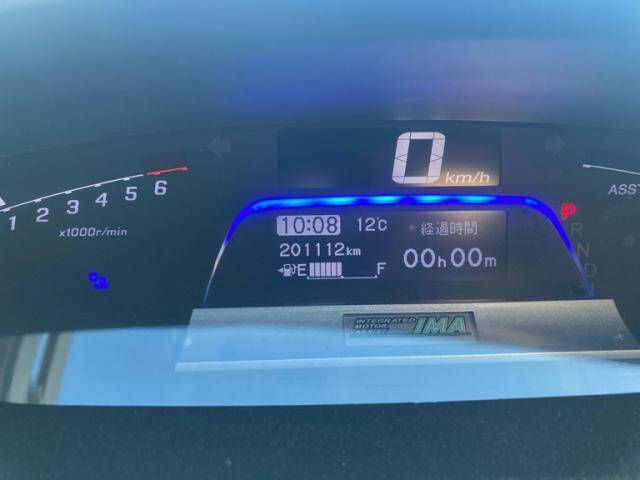 0 km/h
1 2 3 4 5 6
x1000r/min
ASST
10:08 12℃ 経過時間
201112km 00h00m
E F
P
R
N
D
INTEGRATED
MOTOR
ASSIST
IMA